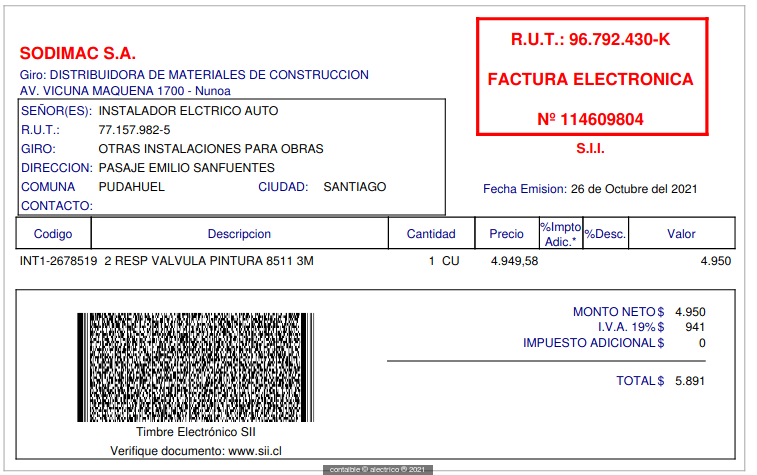 SODIMAC S.A.
Giro: DISTRIBUIDORA DE MATERIALES DE CONSTRUCCION
AV. VICUNA MAQUENA 1700 - Nunoa
R.U.T.: 96.792.430-K
FACTURA ELECTRONICA
Nº 114609804
S.I.I.
SEÑOR(ES): INSTALADOR ELCTRICO AUTO
R.U.T.: 77.157.982-5
GIRO: OTRAS INSTALACIONES PARA OBRAS
DIRECCION: PASAJE EMILIO SANFUENTES
COMUNA PUDAHUEL CIUDAD: SANTIAGO
CONTACTO:
Fecha Emision: 26 de Octubre del 2021
Codigo Descripcion Cantidad Precio %Impto Adic.* %Desc. Valor
INT1-2678519 2 RESP VALVULA PINTURA 8511 3M 1 CU 4.949,58 4.950
MONTO NETO $ 4.950
I.V.A. 19% $ 941
IMPUESTO ADICIONAL $ 0
TOTAL $ 5.891
Timbre Electrónico SII
Verifique documento: www.sii.cl
contaible © alectrico ® 2021